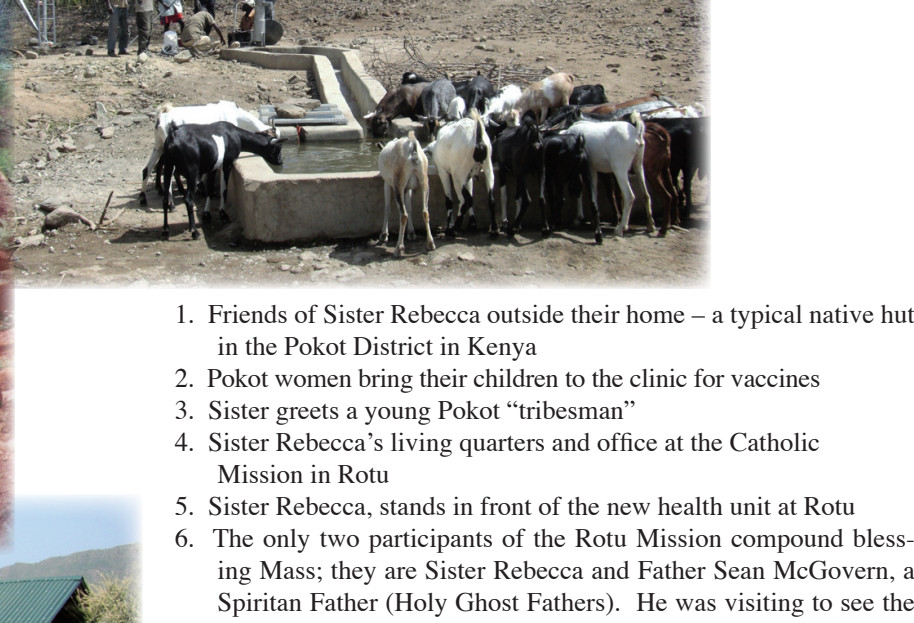 1. Friends of Sister Rebecca outside their home – a typical native hut
in the Pokot District in Kenya
2. Pokot women bring their children to the clinic for vaccines
3. Sister greets a young Pokot “tribesman”
4. Sister Rebecca’s living quarters and office at the Catholic
Mission in Rotu
5. Sister Rebecca, stands in front of the new health unit at Rotu
6. The only two participants of the Rotu Mission compound bless-
ing Mass; they are Sister Rebecca and Father Sean McGovern, a
Spiritan Father (Holy Ghost Fathers). He was visiting to see the